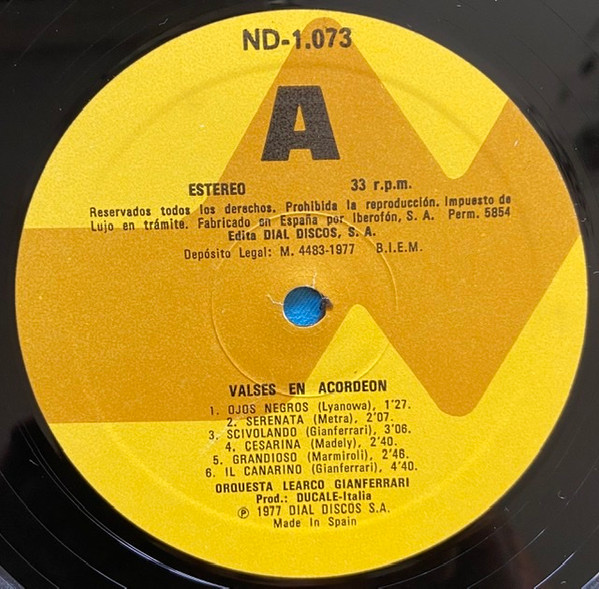 ND-1.073
A
ESTEREO 33 r.p.m.
Reservados todos los derechos. Prohibida la reproducción. Impuesto de
Lujo en trámite. Fabricado en España por Iberofón, S. A. Perm. 5854
Edita DIAL DISCOS, S. A.
Depósito Legal: M. 4483-1977 B.I.E.M.
VALSES EN ACORDEON
1. OJOS NEGROS (Lyanowa), 1'27.
2. SERENATA (Metra), 2'07.
3. SCIVOLANDO (Gianferrari), 3'06.
4. CESARINA (Madely), 2'40.
5. GRANDIOSO (Marmiroli), 2'46.
6. IL CANARINO (Gianferrari), 4'40.
ORQUESTA LEARCO GIANFERRARI
Prod.: DUCALE-Italia
℗ 1977 DIAL DISCOS S.A.
Made In Spain